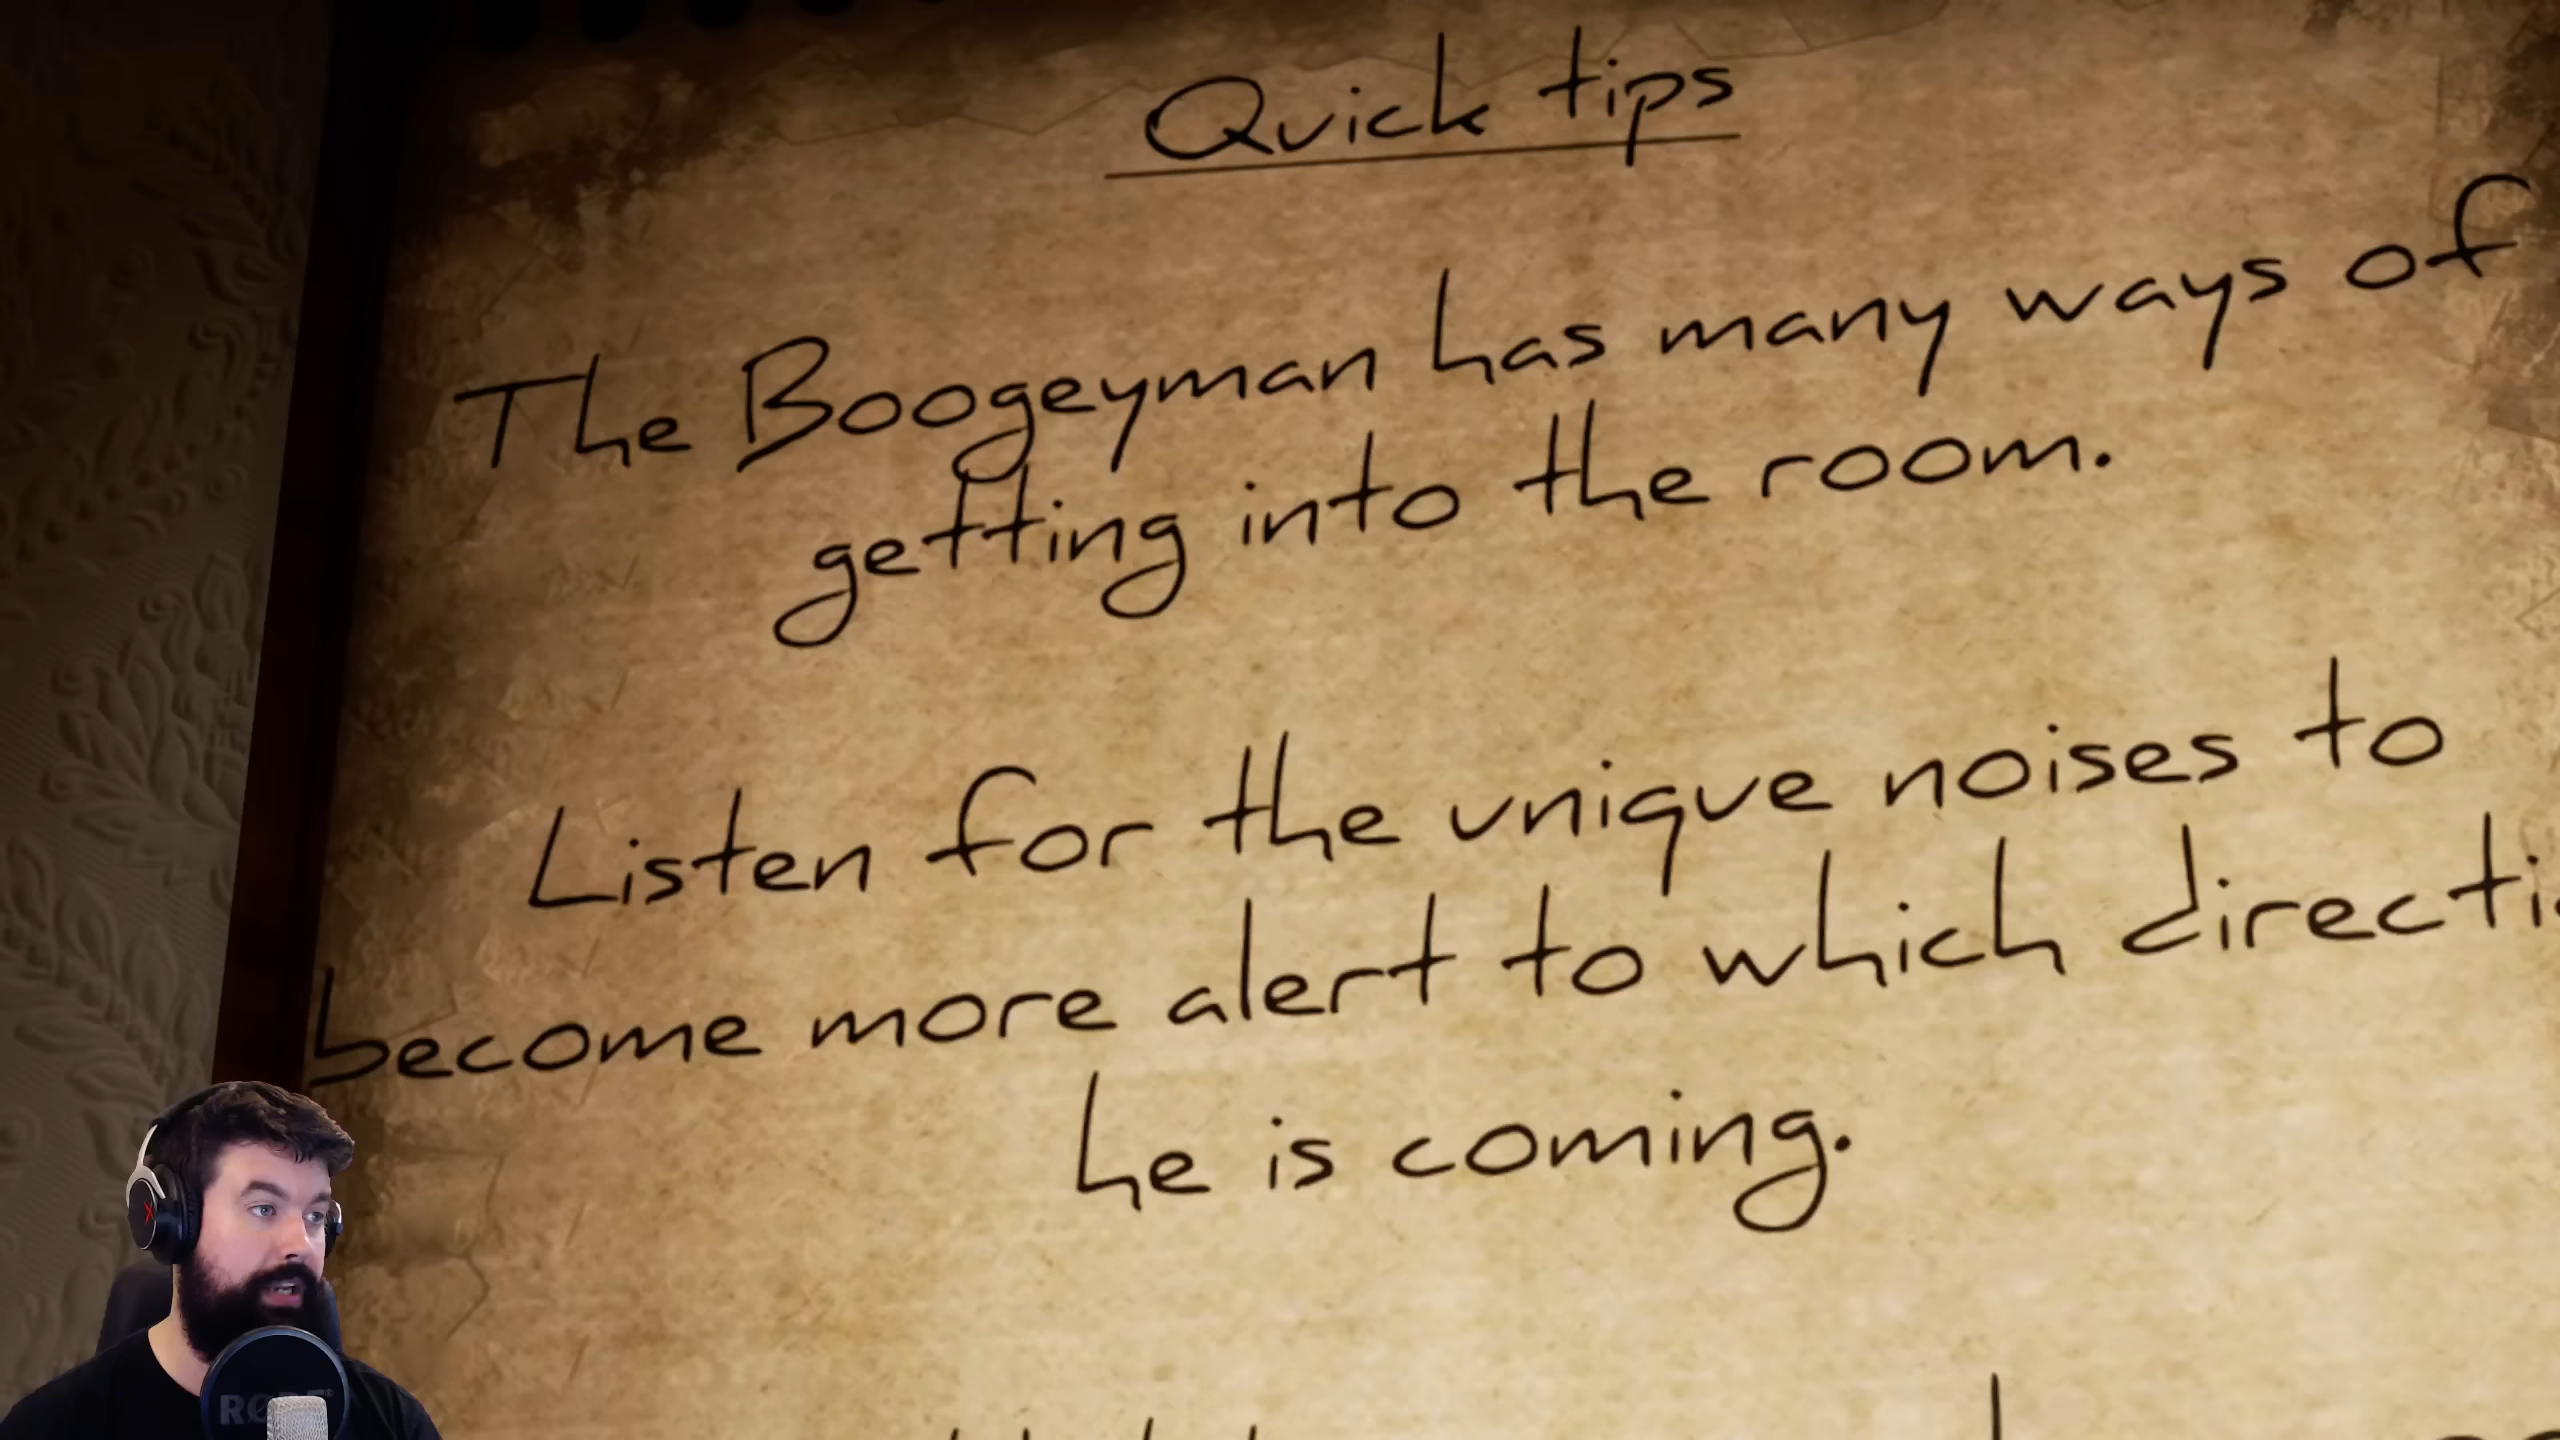 Quick tips
The Boogeyman has many ways of
getting into the room.
Listen for the unique noises to
become more alert to which directi
he is coming.
RØDE